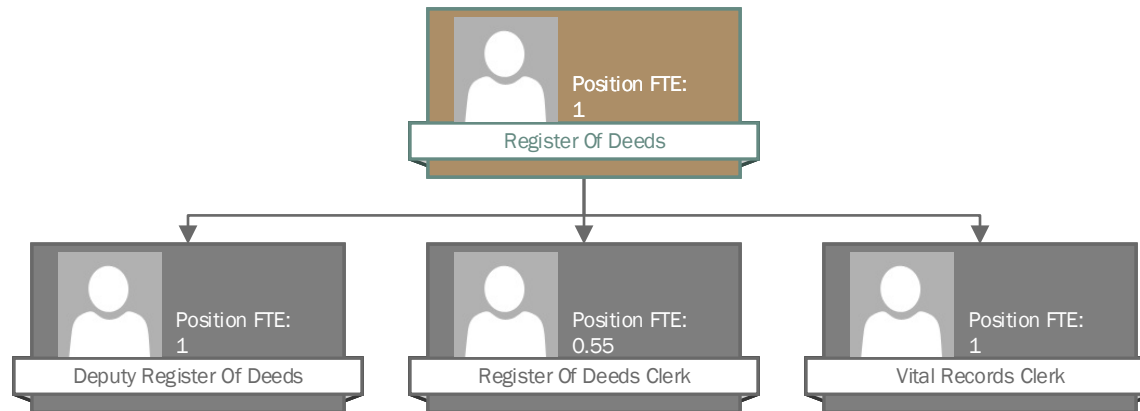 Position FTE:
1
Register Of Deeds
Position FTE:
1
Deputy Register Of Deeds
Position FTE:
0.55
Register Of Deeds Clerk
Position FTE:
1
Vital Records Clerk